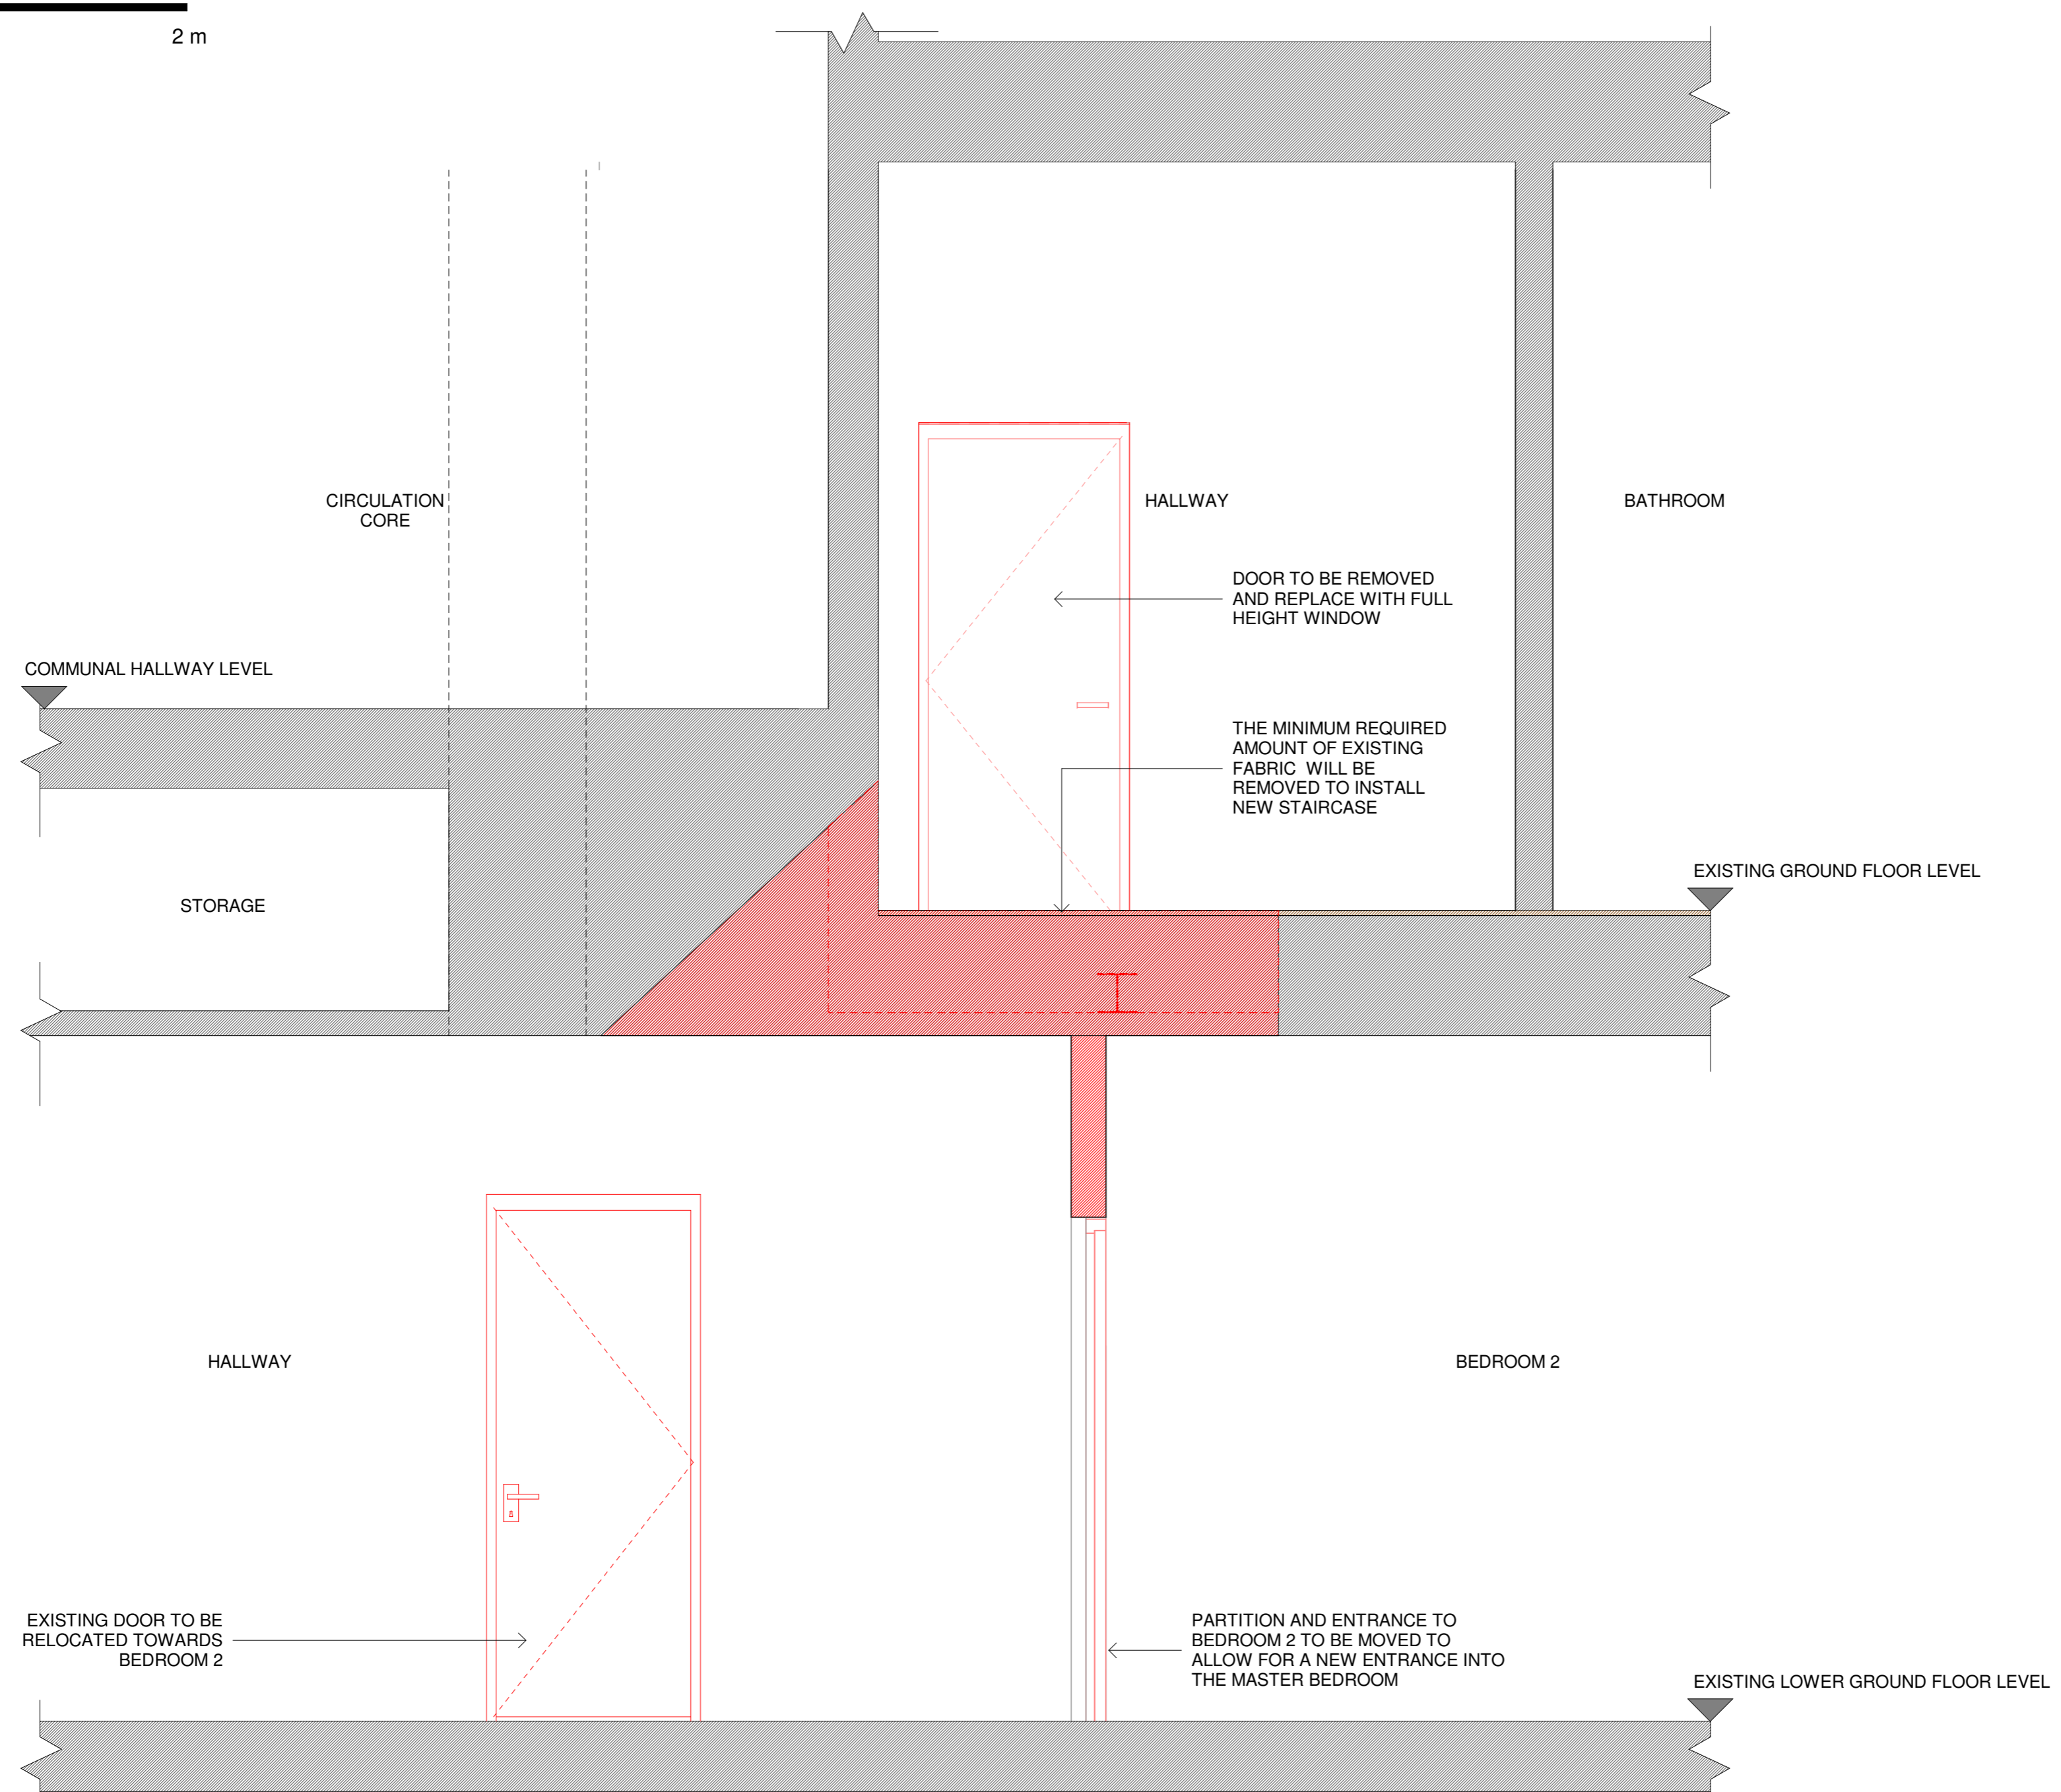 2 m
CIRCULATION
CORE
HALLWAY
BATHROOM
DOOR TO BE REMOVED
AND REPLACE WITH FULL
HEIGHT WINDOW
COMMUNAL HALLWAY LEVEL
THE MINIMUM REQUIRED
AMOUNT OF EXISTING
FABRIC WILL BE
REMOVED TO INSTALL
NEW STAIRCASE
EXISTING GROUND FLOOR LEVEL
STORAGE
HALLWAY
BEDROOM 2
EXISTING DOOR TO BE
RELOCATED TOWARDS
BEDROOM 2
PARTITION AND ENTRANCE TO
BEDROOM 2 TO BE MOVED TO
ALLOW FOR A NEW ENTRANCE INTO
THE MASTER BEDROOM
EXISTING LOWER GROUND FLOOR LEVEL